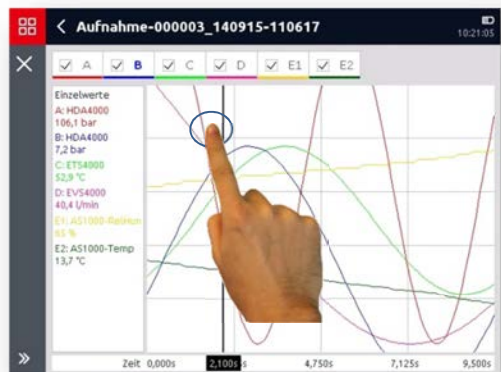 Aufnahme-000003_140915-110617
10:21:05
A B C D E1 E2
Einzelwerte
A: HDA4000
106,1 bar
B: HDA4000
7,2 bar
C: ETS4000
52,9 °C
D: EVS4000
40,4 l/min
E1: AS1000-RelHum
65 %
E2: AS1000-Temp
13,7 °C
Zeit 0,000s 2,100s 4,750s 7,125s 9,500s